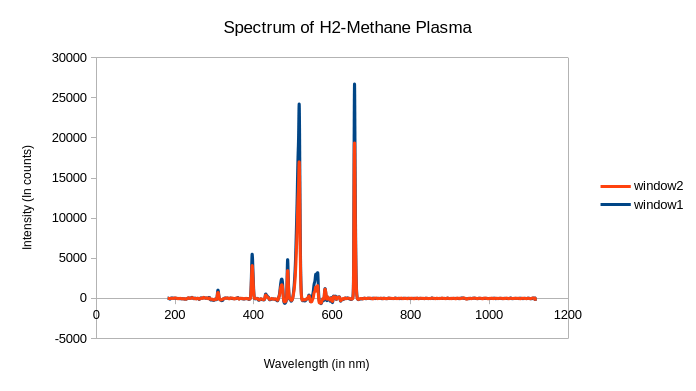 Spectrum of H2-Methane Plasma
30000
25000
20000
15000
10000
5000
0
-5000
0 200 400 600 800 1000 1200
Intensity (In counts)
Wavelength (in nm)
window2
window1